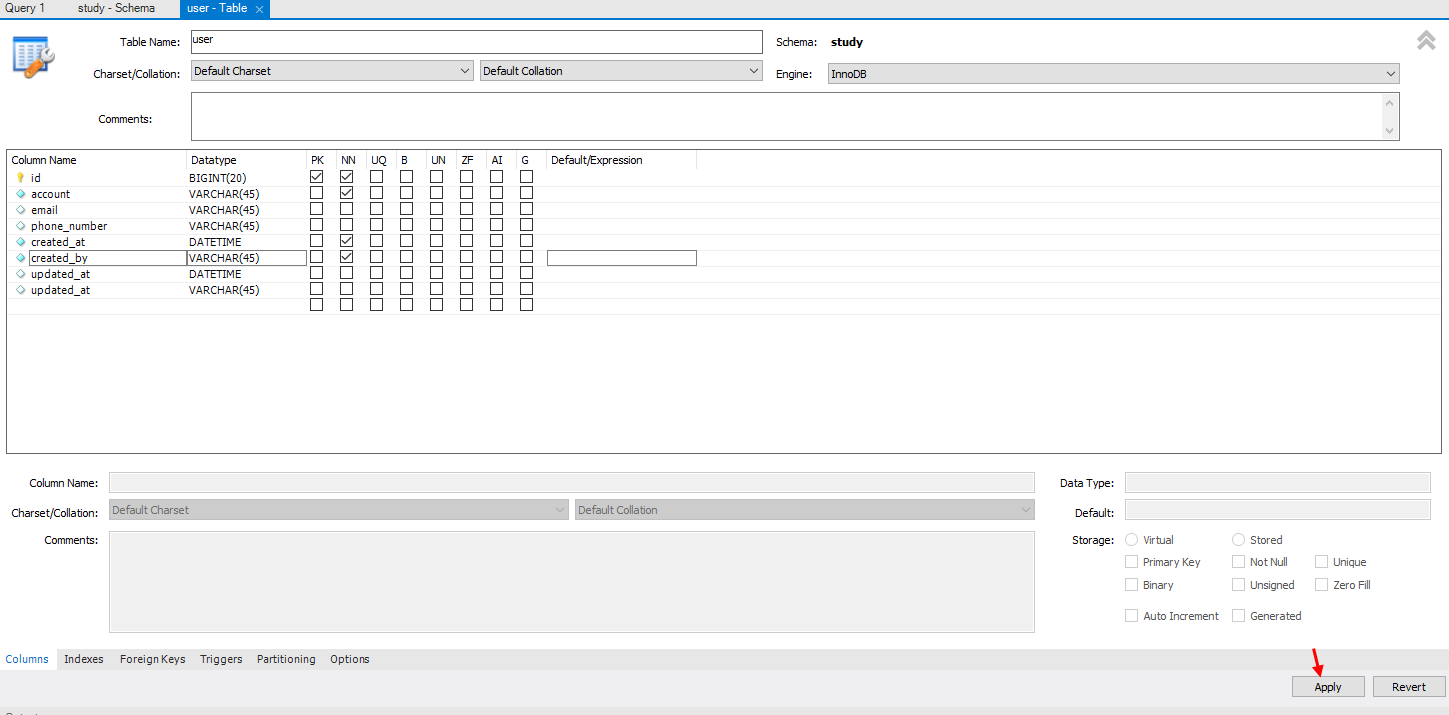 Query 1 study - Schema user - Table
Table Name: user Schema: study
Charset/Collation: Default Charset Default Collation Engine: InnoDB
Comments:
Column Name Datatype PK NN UQ B UN ZF AI G Default/Expression
id BIGINT(20)
account VARCHAR(45)
email VARCHAR(45)
phone_number VARCHAR(45)
created_at DATETIME
created_by VARCHAR(45)
updated_at DATETIME
updated_at VARCHAR(45)
Column Name: Data Type:
Charset/Collation: Default Charset Default Collation Default:
Comments: Storage: Virtual Stored
Primary Key Not Null Unique
Binary Unsigned Zero Fill
Auto Increment Generated
Columns Indexes Foreign Keys Triggers Partitioning Options
Apply Revert